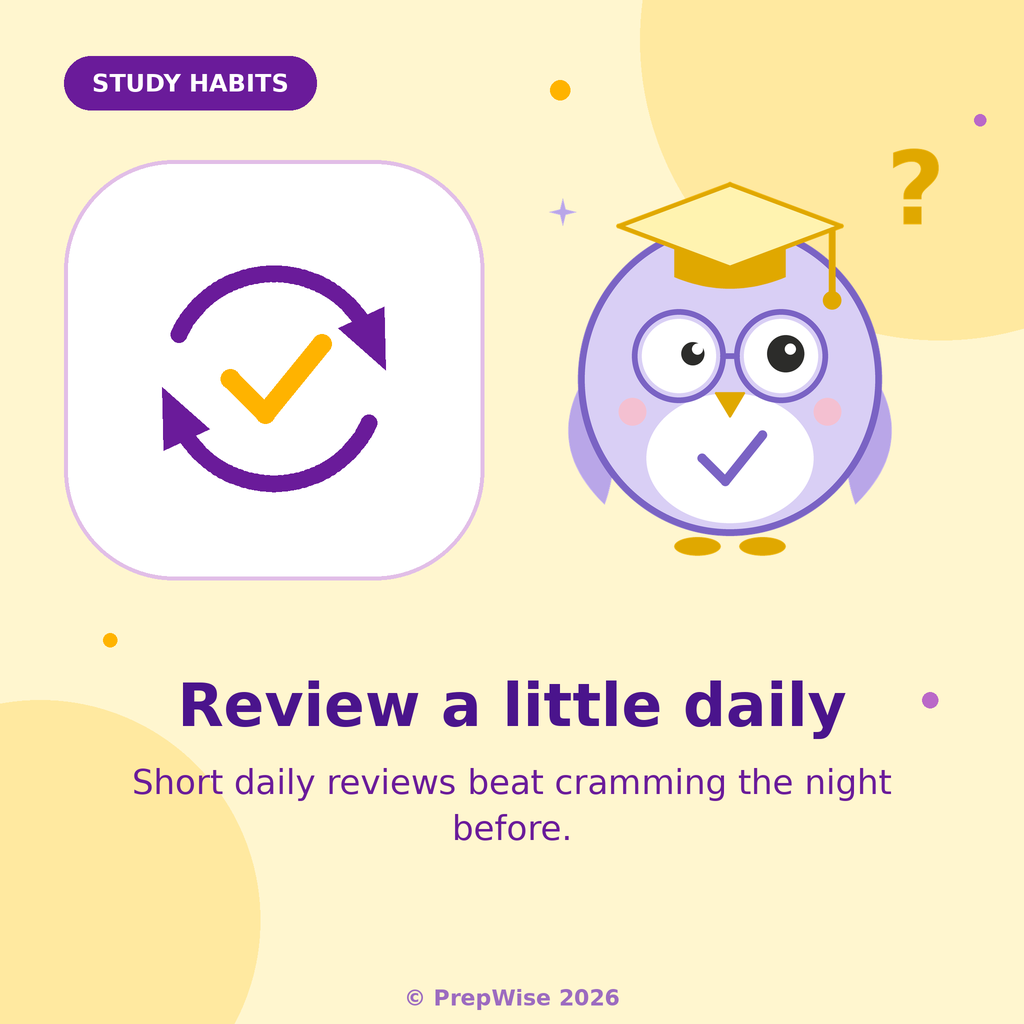 STUDY HABITS
?
Review a little daily
Short daily reviews beat cramming the night
before.
© PrepWise 2026